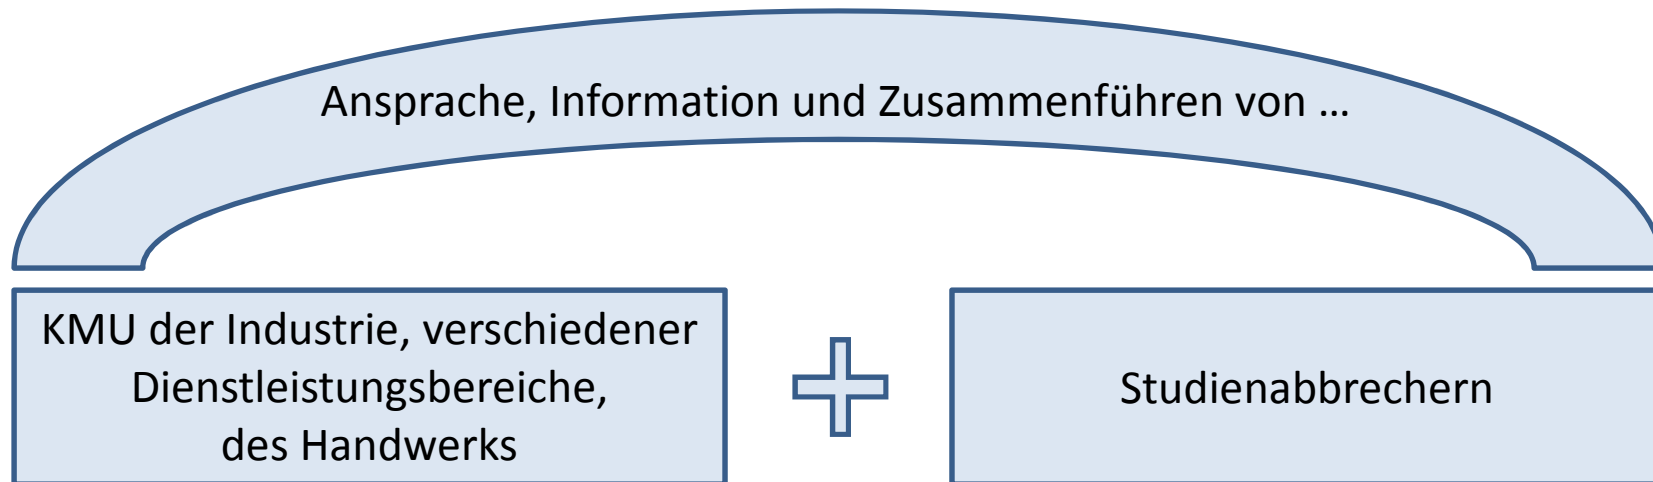 Ansprache, Information und Zusammenführen von …
KMU der Industrie, verschiedener
Dienstleistungsbereiche,
des Handwerks
Studienabbrechern